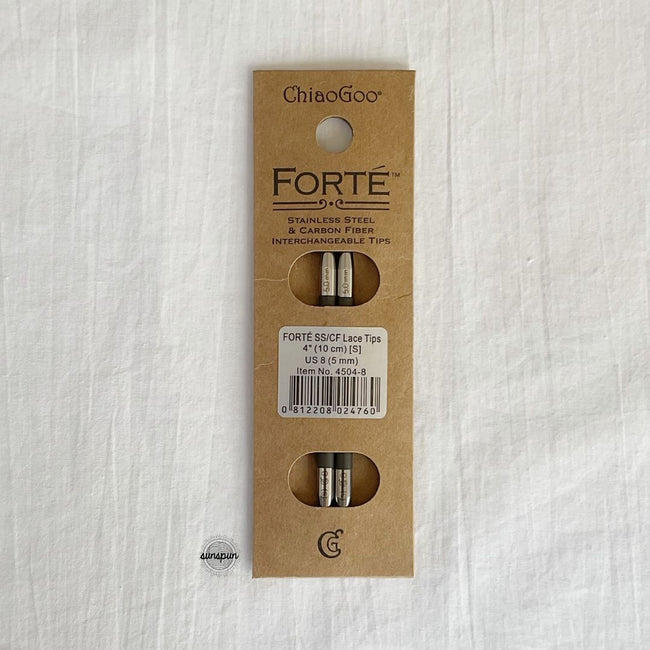 ChiaoGoo®
FORTÉ™
STAINLESS STEEL
& CARBON FIBER
INTERCHANGEABLE TIPS
5.0 mm 5.0 mm
FORTÉ SS/CF Lace Tips
4" (10 cm) [S]
US 8 (5 mm)
Item No. 4504-8
0 812208 024760
CG
sunspun